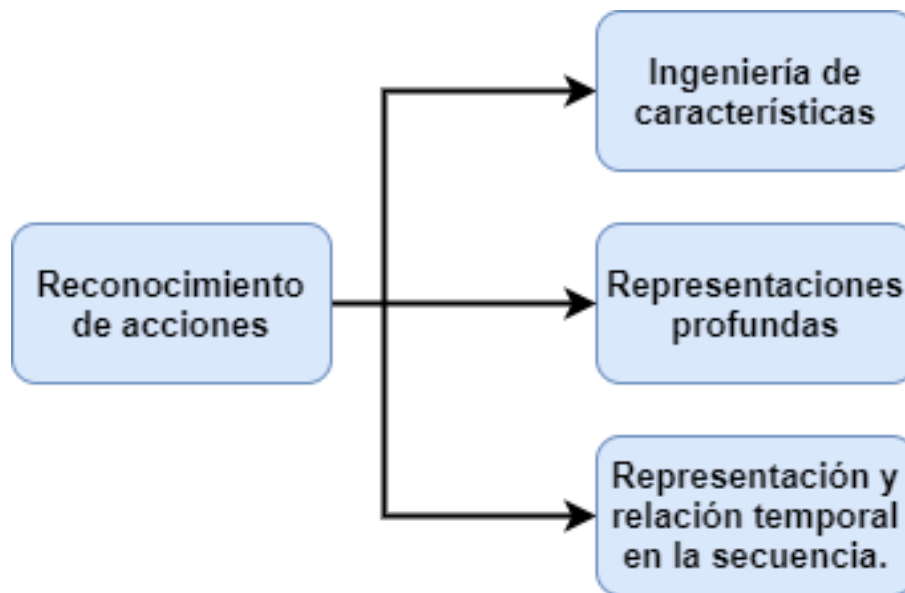 Ingeniería de
características
Reconocimiento
de acciones
Representaciones
profundas
Representación y
relación temporal
en la secuencia.